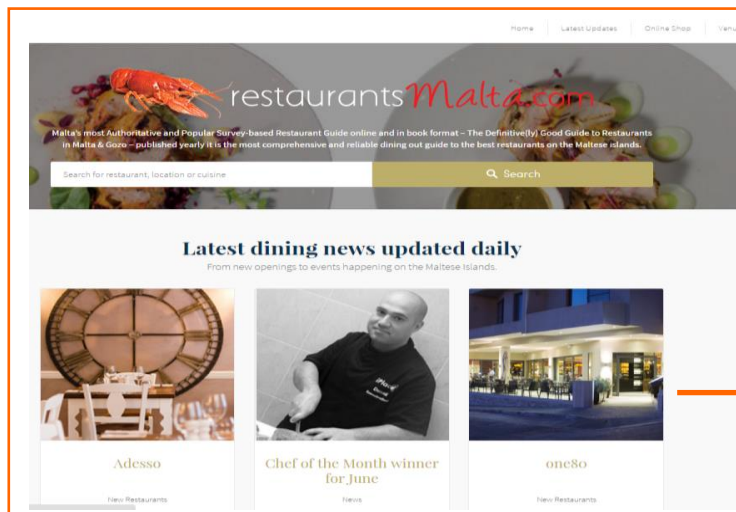 Home Latest Updates Online Shop Venu
restaurantsMalta.com
Malta's most Authoritative and Popular Survey-based Restaurant Guide online and in book format – The Definitive(ly) Good Guide to Restaurants
in Malta & Gozo – published yearly it is the most comprehensive and reliable dining out guide to the best restaurants on the Maltese islands.
Search for restaurant, location or cuisine Search
Latest dining news updated daily
From new openings to events happening on the Maltese Islands.
Adesso Chef of the Month winner one80
for June
New Restaurants News New Restaurants